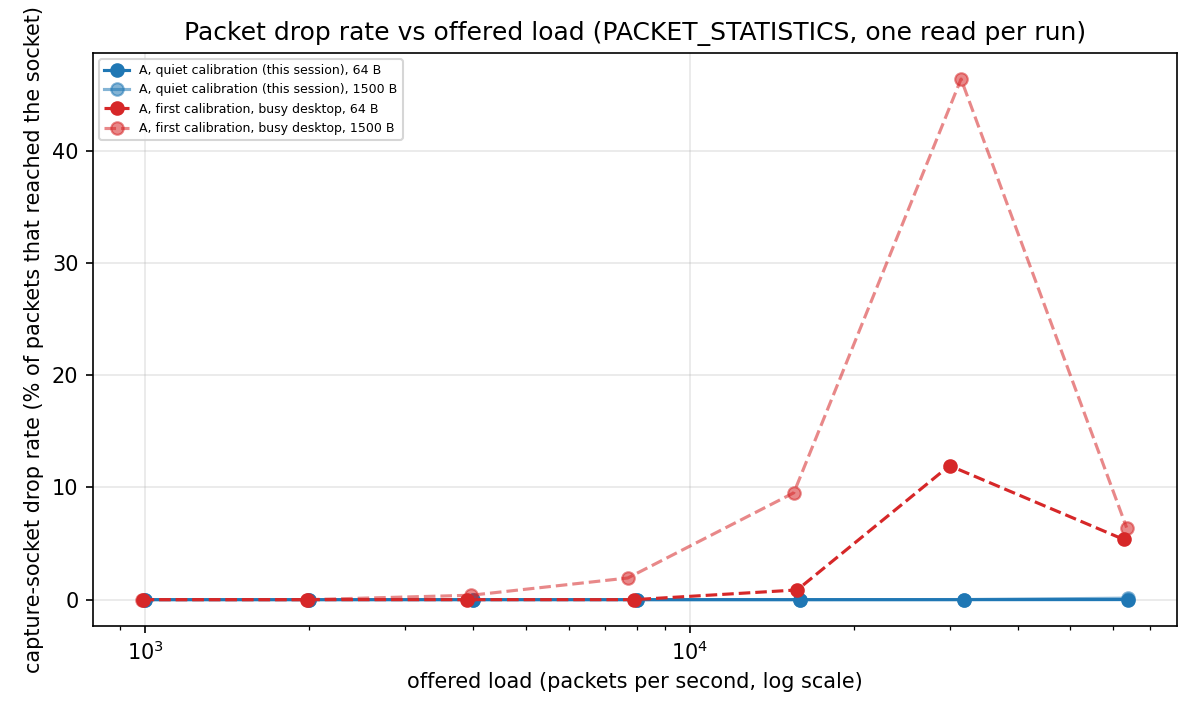 Packet drop rate vs offered load (PACKET_STATISTICS, one read per run)
A, quiet calibration (this session), 64 B
A, quiet calibration (this session), 1500 B
A, first calibration, busy desktop, 64 B
A, first calibration, busy desktop, 1500 B
capture-socket drop rate (% of packets that reached the socket)
40
30
20
10
0
10³
10⁴
offered load (packets per second, log scale)